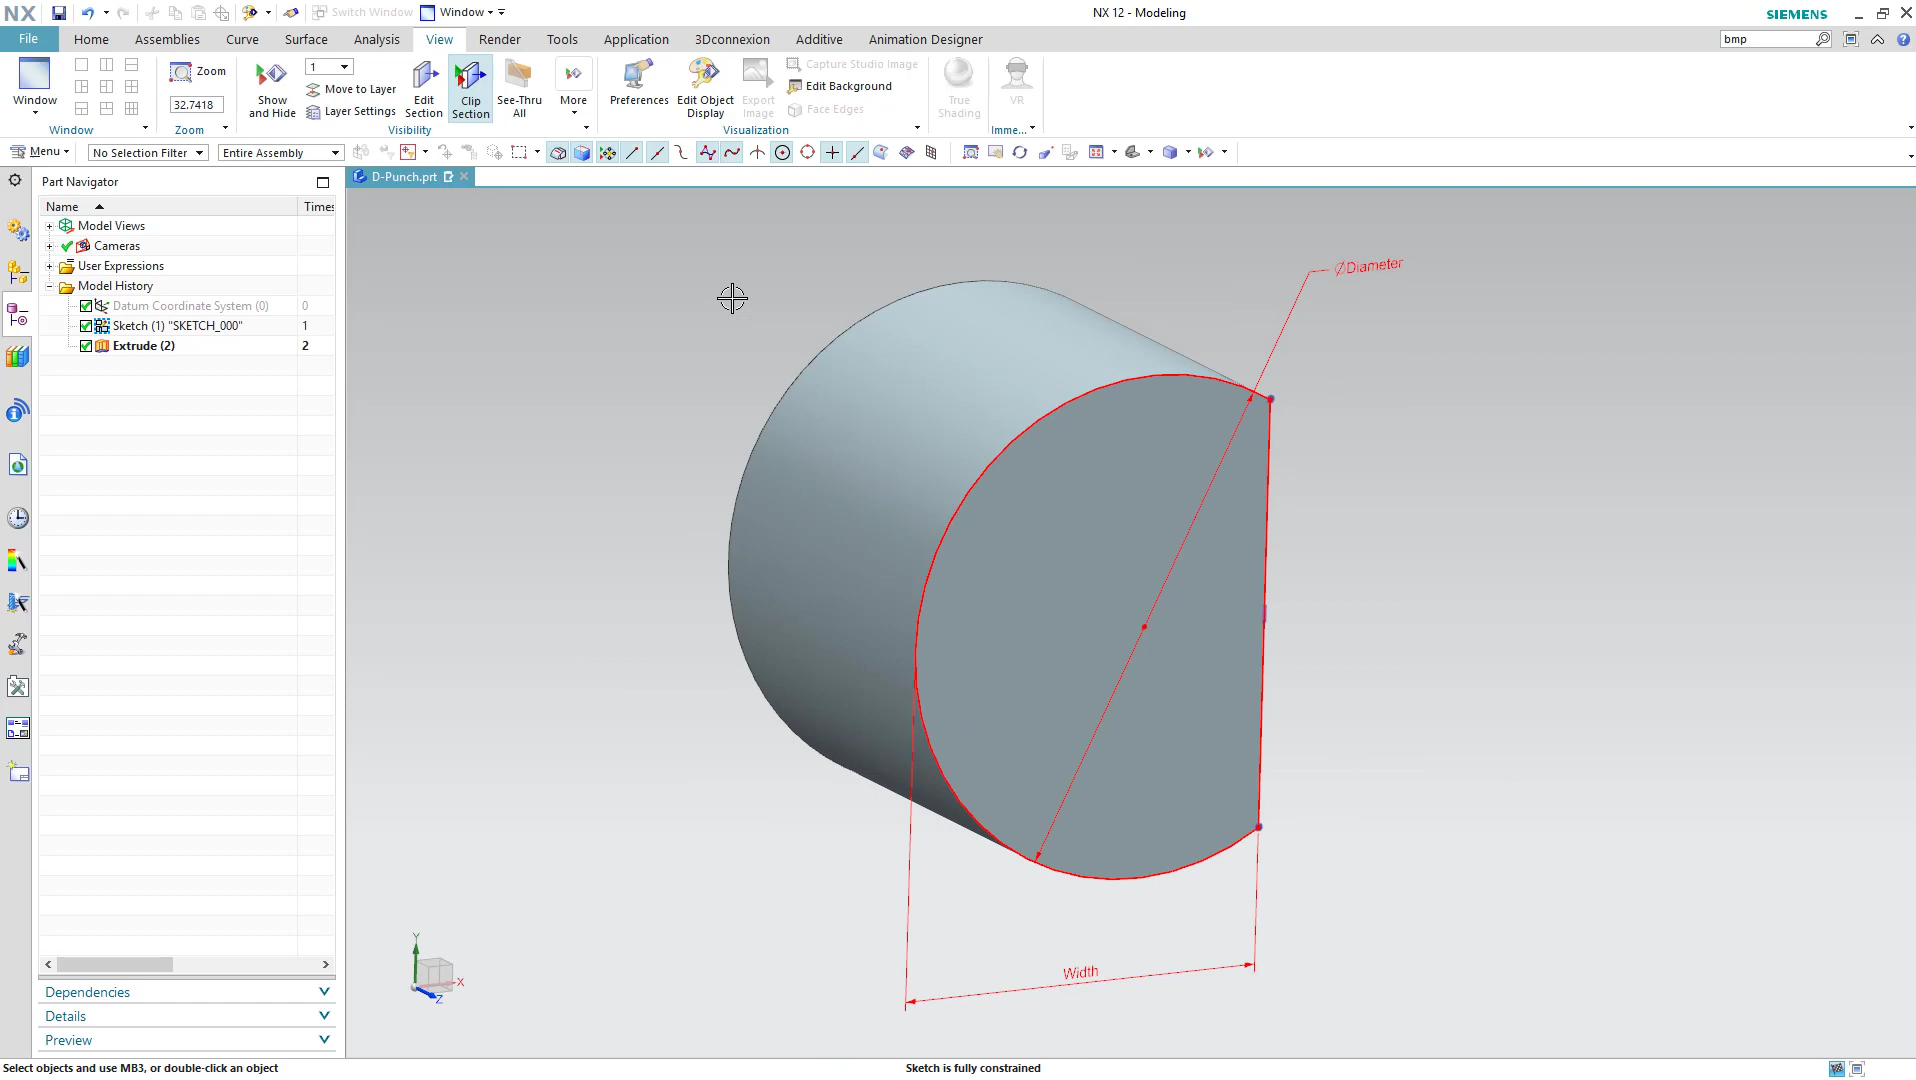 NX
Switch Window
Window
NX 12 - Modeling
SIEMENS
File
Home
Assemblies
Curve
Surface
Analysis
View
Render
Tools
Application
3Dconnexion
Additive
Animation Designer
bmp
Window
Zoom
32.7418
Show and Hide
1
Move to Layer
Layer Settings
Edit Section
Clip Section
See-Thru All
More
Preferences
Edit Object Display
Export Image
Capture Studio Image
Edit Background
Face Edges
True Shading
VR
Window
Zoom
Visibility
Visualization
Imme...
Menu
No Selection Filter
Entire Assembly
Part Navigator
D-Punch.prt
Name
Times
Model Views
Cameras
User Expressions
Model History
Datum Coordinate System (0)
0
Sketch (1) "SKETCH_000"
1
Extrude (2)
2
∅Diameter
Width
Y
X
Z
Dependencies
Details
Preview
Select objects and use MB3, or double-click an object
Sketch is fully constrained